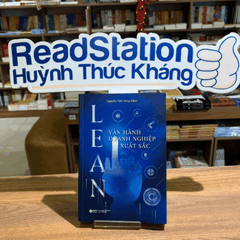 ReadStation
Huỳnh Thúc Kháng
LEAN
VẬN HÀNH
DOANH NGHIỆP
XUẤT SẮC